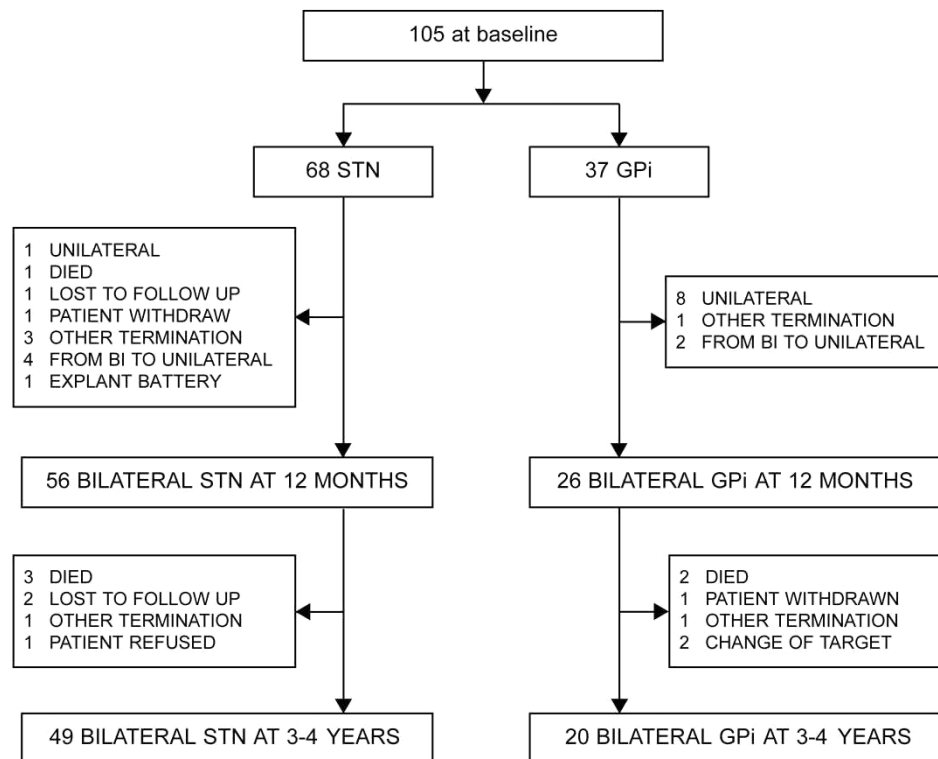 105 at baseline
68 STN
37 GPi
1 UNILATERAL
1 DIED
1 LOST TO FOLLOW UP
1 PATIENT WITHDRAW
3 OTHER TERMINATION
4 FROM BI TO UNILATERAL
1 EXPLANT BATTERY
8 UNILATERAL
1 OTHER TERMINATION
2 FROM BI TO UNILATERAL
56 BILATERAL STN AT 12 MONTHS
26 BILATERAL GPi AT 12 MONTHS
3 DIED
2 LOST TO FOLLOW UP
1 OTHER TERMINATION
1 PATIENT REFUSED
2 DIED
1 PATIENT WITHDRAWN
1 OTHER TERMINATION
2 CHANGE OF TARGET
49 BILATERAL STN AT 3-4 YEARS
20 BILATERAL GPi AT 3-4 YEARS